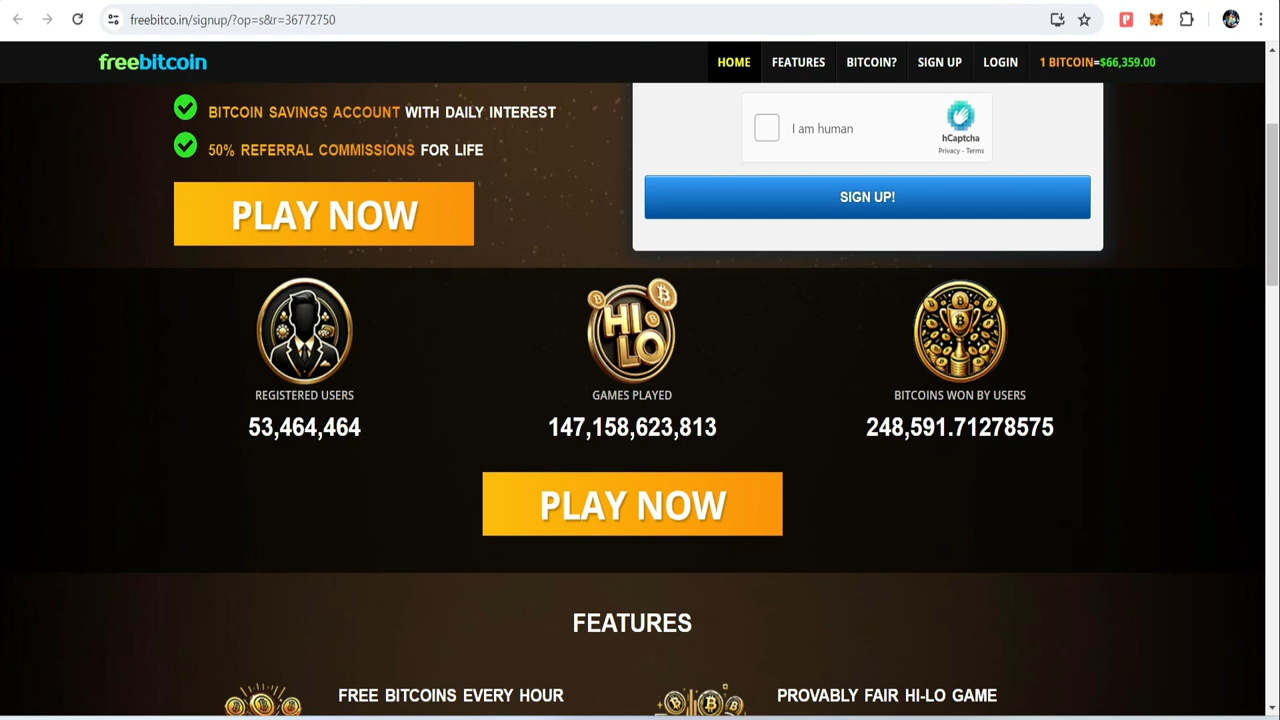 freebitco.in/signup/?op=s&r=36772750
freebitcoin
HOME
FEATURES
BITCOIN?
SIGN UP
LOGIN
1 BITCOIN=$66,359.00
BITCOIN SAVINGS ACCOUNT WITH DAILY INTEREST
50% REFERRAL COMMISSIONS FOR LIFE
PLAY NOW
I am human
hCaptcha
Privacy - Terms
SIGN UP!
HI
LO
REGISTERED USERS
53,464,464
GAMES PLAYED
147,158,623,813
BITCOINS WON BY USERS
248,591.71278575
PLAY NOW
FEATURES
FREE BITCOINS EVERY HOUR
PROVABLY FAIR HI-LO GAME